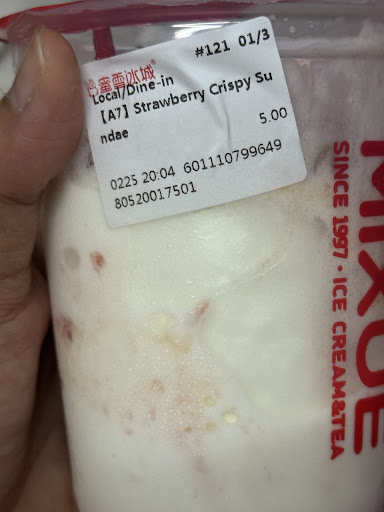 #121 01/3
蜜雪冰城
Local/Dine-in
【A7】Strawberry Crispy Su
ndae
5.00
0225 20:04 601110799649
80520017501
MIXUE
SINCE 1997 · ICE CREAM&TEA